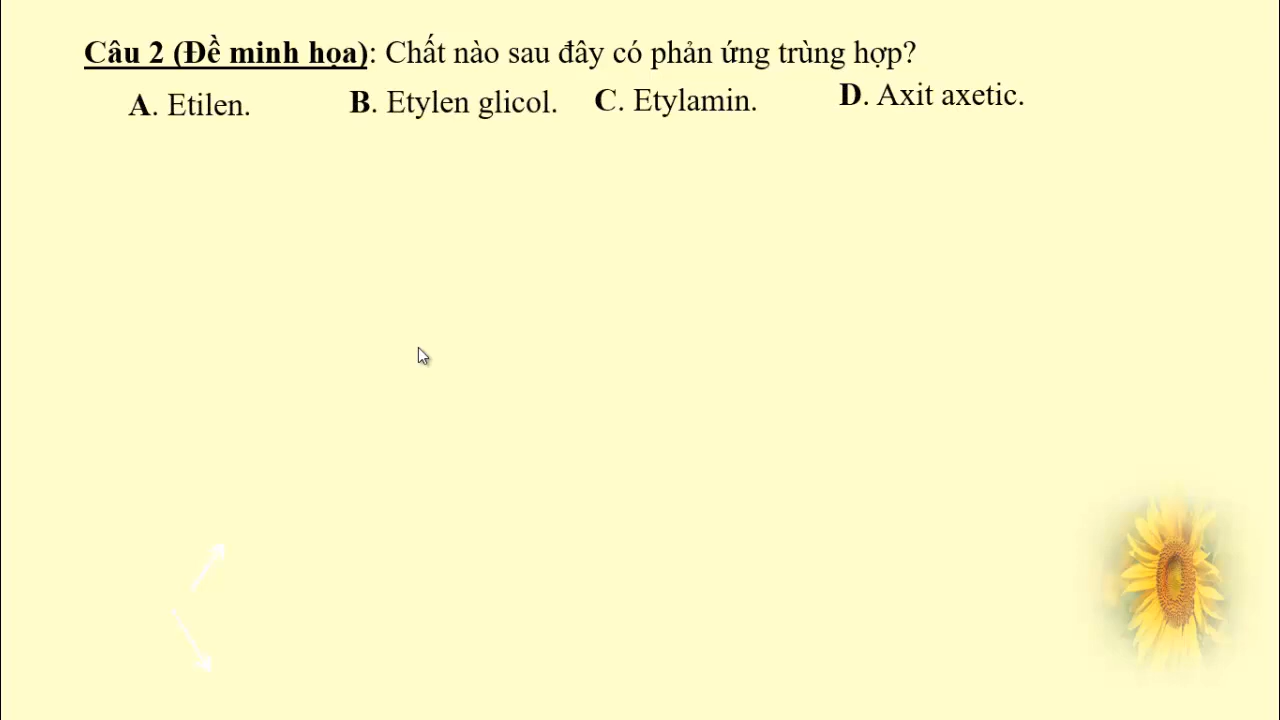 Câu 2 (Đề minh họa): Chất nào sau đây có phản ứng trùng hợp?
A. Etilen. B. Etylen glicol. C. Etylamin. D. Axit axetic.